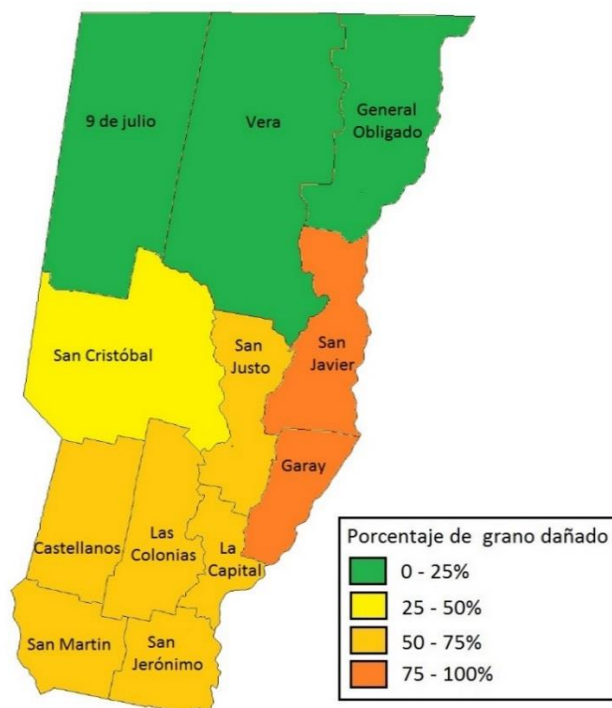 9 de julio
Vera
General
Obligado
San Cristóbal
San
Justo
San
Javier
Garay
Castellanos
Las
Colonias
La
Capital
San Martin
San
Jerónimo
Porcentaje de grano dañado
0 - 25%
25 - 50%
50 - 75%
75 - 100%